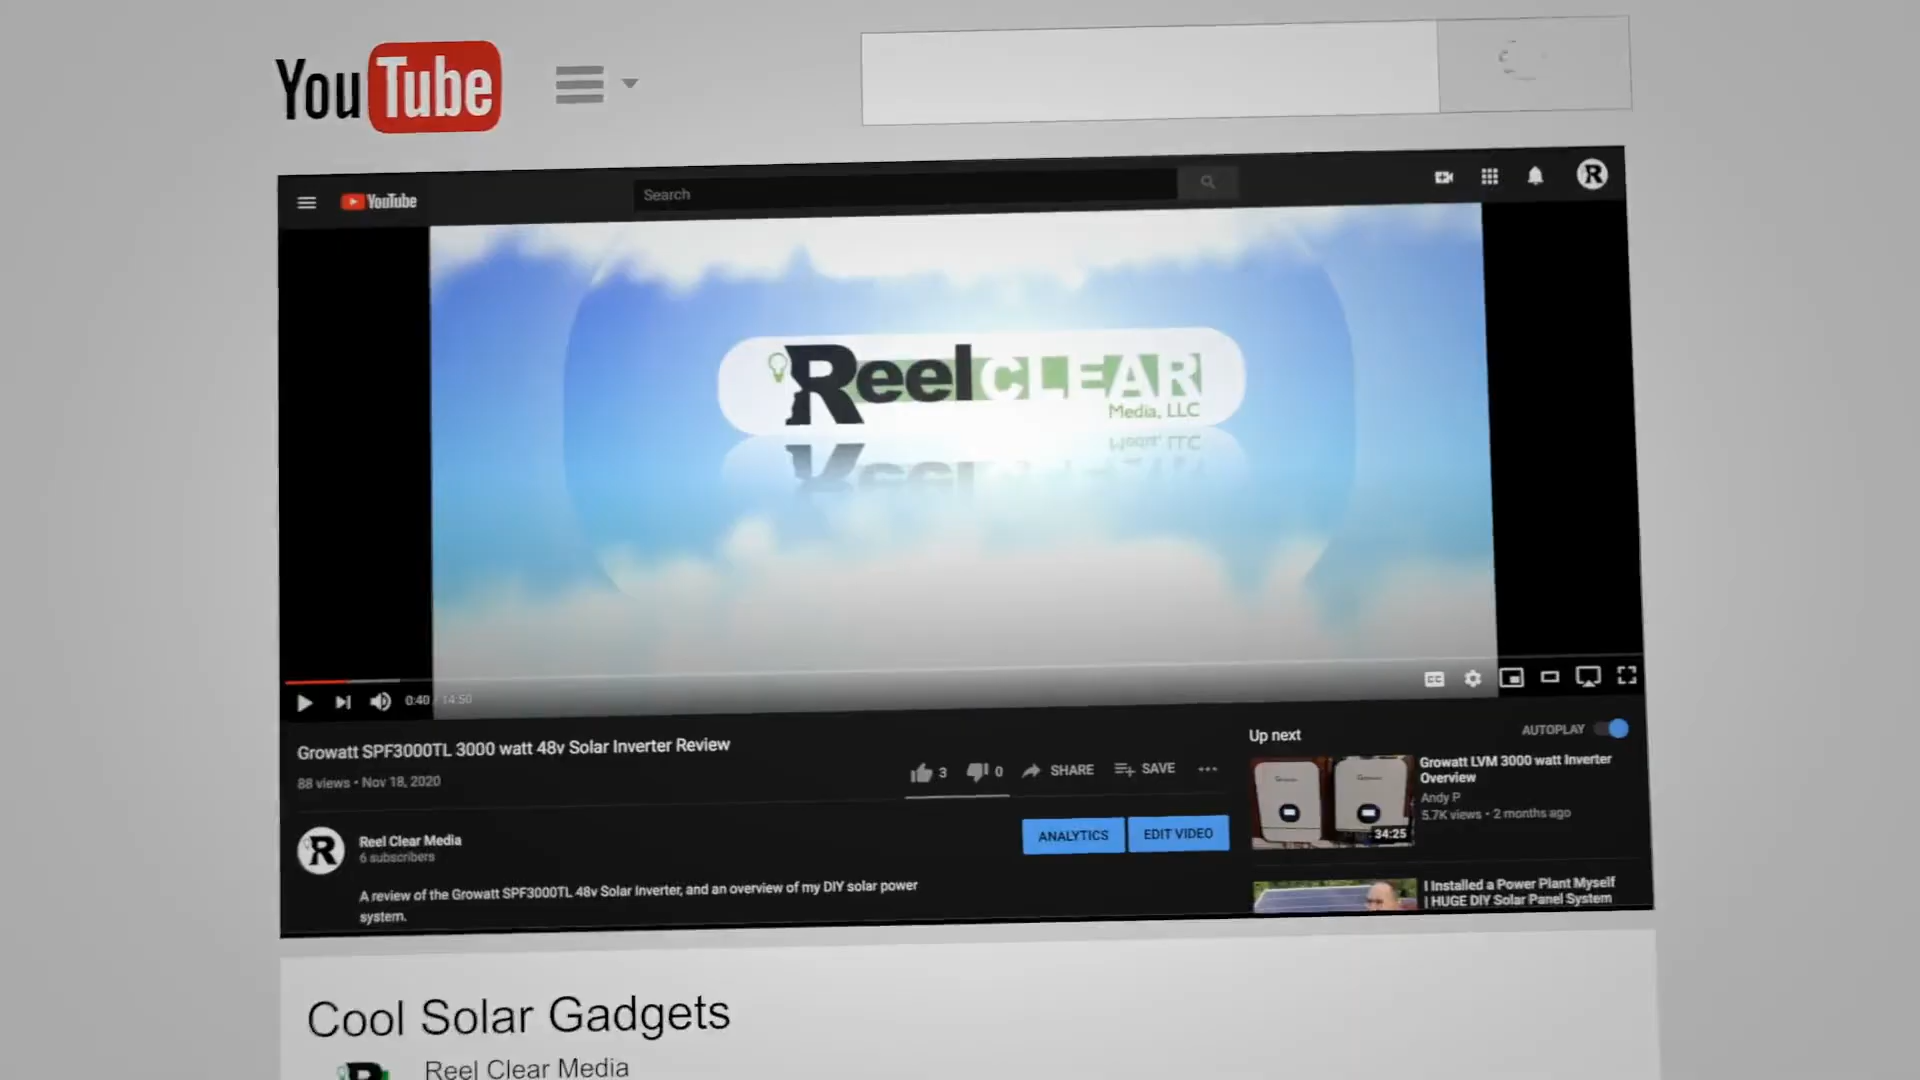 YouTube
YouTube
Search
R
Reel CLEAR
Media, LLC
0:40 / 14:50
Growatt SPF3000TL 3000 watt 48v Solar Inverter Review
88 views • Nov 18, 2020
3
0
SHARE
SAVE
Up next
AUTOPLAY
Growatt LVM 3000 watt Inverter
Overview
Andy P
5.7K views • 2 months ago
34:25
R
Reel Clear Media
6 subscribers
ANALYTICS
EDIT VIDEO
A review of the Growatt SPF3000TL 48v Solar Inverter, and an overview of my DIY solar power
system.
I Installed a Power Plant Myself
| HUGE DIY Solar Panel System
Cool Solar Gadgets
R
Reel Clear Media